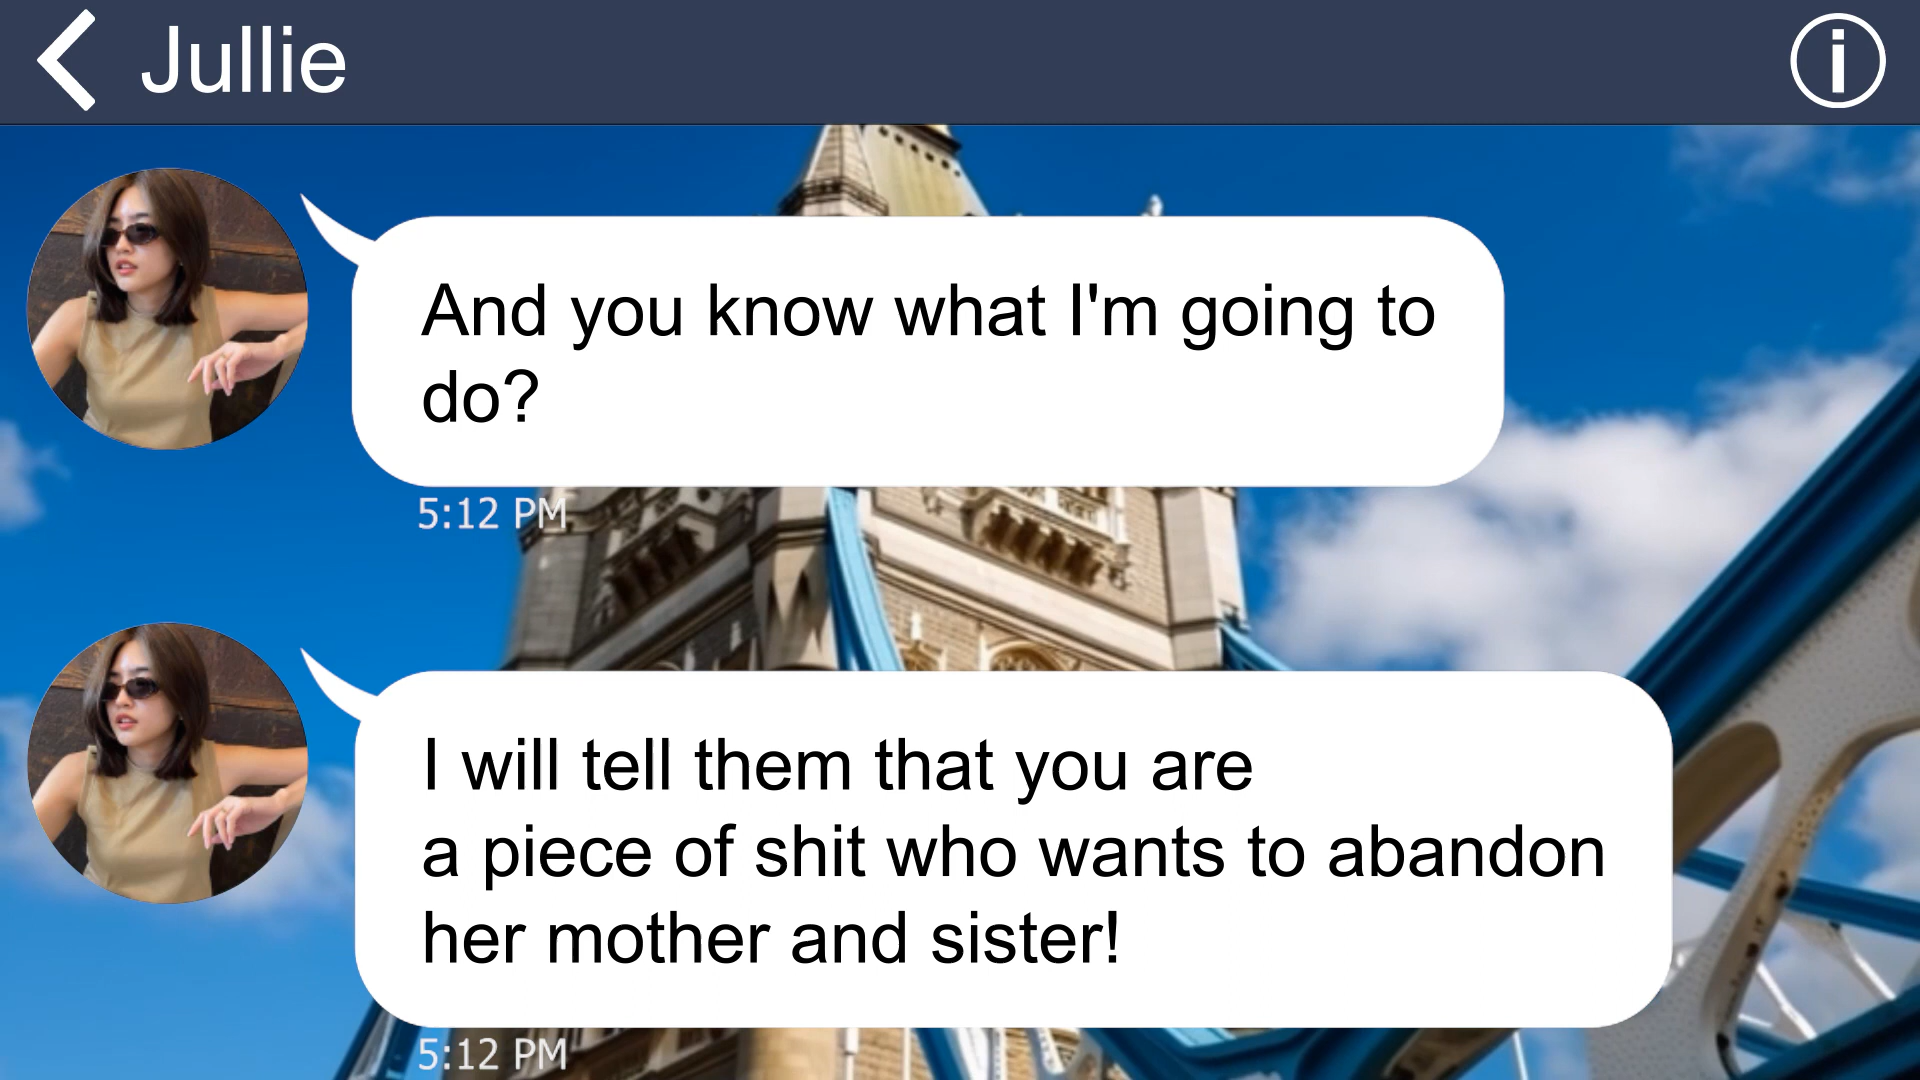 Jullie
And you know what I'm going to
do?
5:12 PM
I will tell them that you are
a piece of shit who wants to abandon
her mother and sister!
5:12 PM